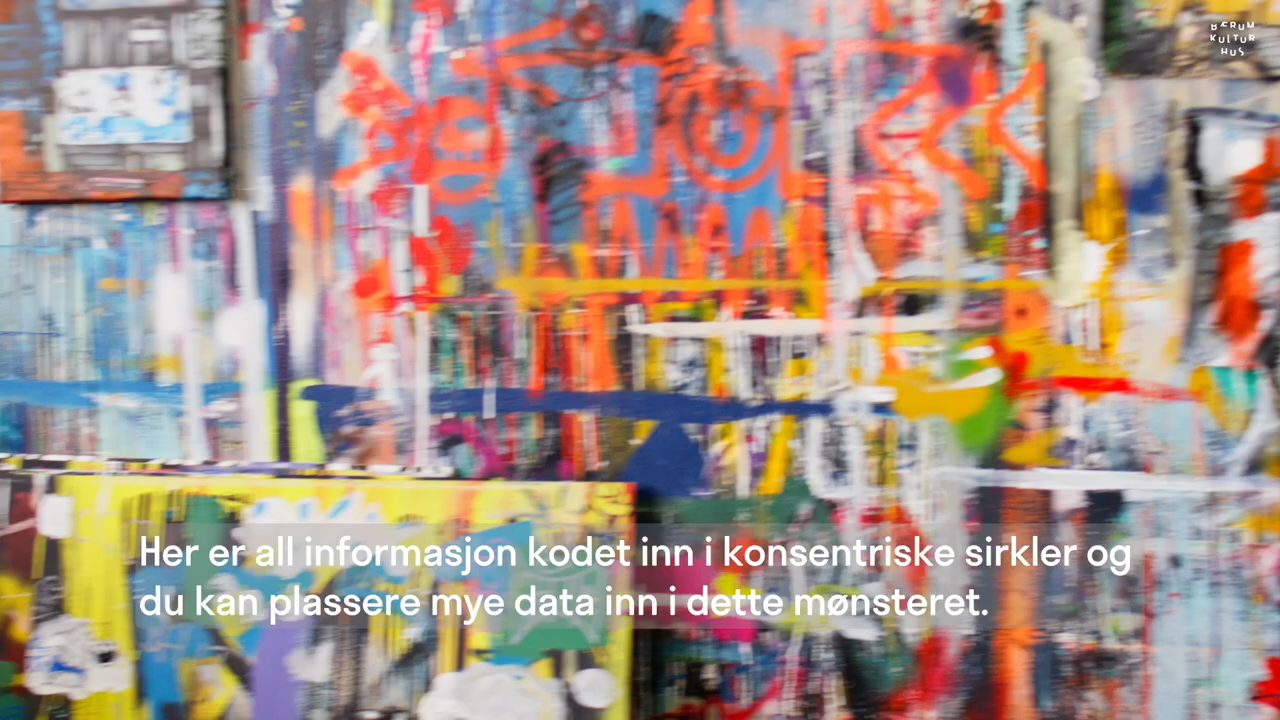 BÆRUM
KULTUR
HUS
Her er all informasjon kodet inn i konsentriske sirkler og
du kan plassere mye data inn i dette mønsteret.